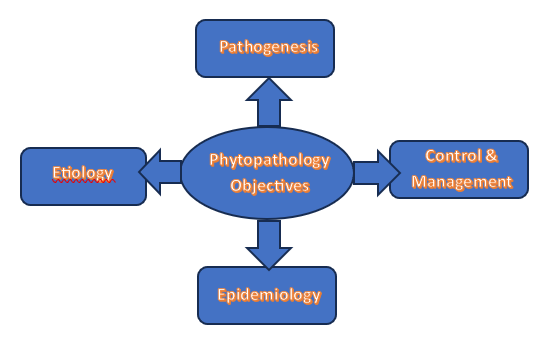 Pathogenesis
Etiology
Phytopathology
Objectives
Control &
Management
Epidemiology